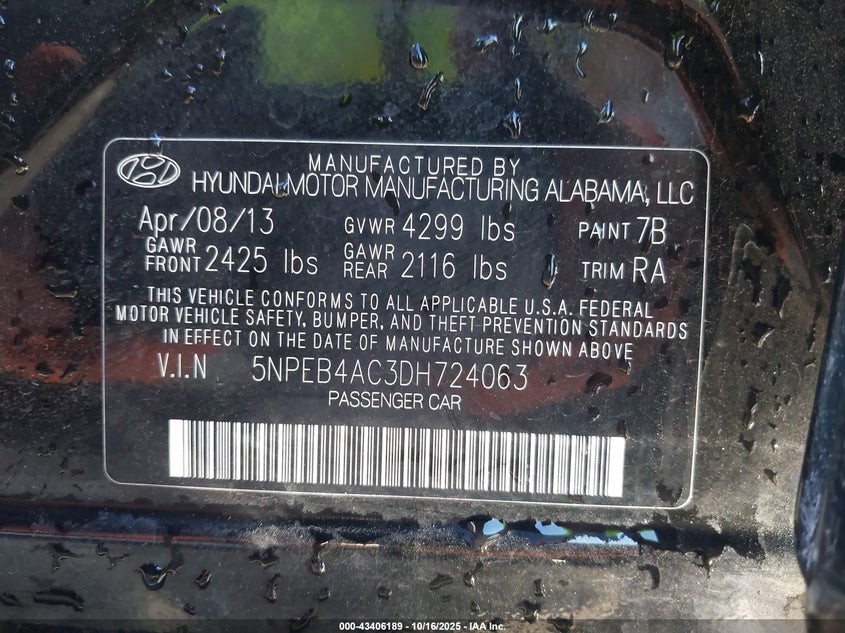 MANUFACTURED BY
HYUNDAI MOTOR MANUFACTURING ALABAMA, LLC
Apr/08/13 GVWR 4299 lbs PAINT 7B
GAWR FRONT 2425 lbs GAWR REAR 2116 lbs TRIM RA
THIS VEHICLE CONFORMS TO ALL APPLICABLE U.S.A. FEDERAL
MOTOR VEHICLE SAFETY, BUMPER, AND THEFT PREVENTION STANDARDS
IN EFFECT ON THE DATE OF MANUFACTURE SHOWN ABOVE
V.I.N 5NPEB4AC3DH724063
PASSENGER CAR
000-43406189 - 10/16/2025 - IAA Inc.